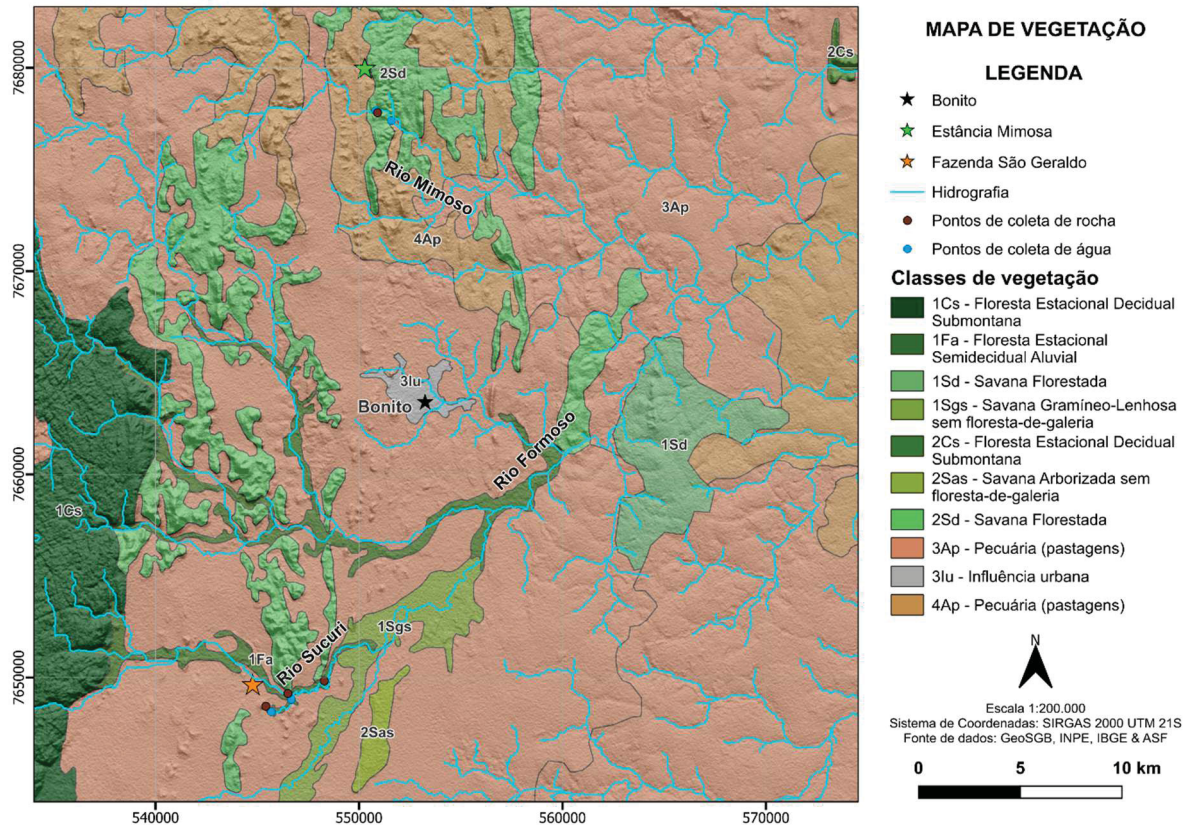 MAPA DE VEGETAÇÃO
LEGENDA
Bonito
Estância Mimosa
Fazenda São Geraldo
Hidrografia
Pontos de coleta de rocha
Pontos de coleta de água
Classes de vegetação
1Cs - Floresta Estacional Decidual
Submontana
1Fa - Floresta Estacional
Semidecidual Aluvial
1Sd - Savana Florestada
1Sgs - Savana Gramíneo-Lenhosa
sem floresta-de-galeria
2Cs - Floresta Estacional Decidual
Submontana
2Sas - Savana Arborizada sem
floresta-de-galeria
2Sd - Savana Florestada
3Ap - Pecuária (pastagens)
3Iu - Influência urbana
4Ap - Pecuária (pastagens)
N
Escala 1:200.000
Sistema de Coordenadas: SIRGAS 2000 UTM 21S
Fonte de dados: GeoSGB, INPE, IBGE & ASF
0 5 10 km
7680000
7670000
7660000
7650000
540000 550000 560000 570000
2Cs
2Sd
Rio Mimoso
3Ap
4Ap
3Iu
Bonito
Rio Formoso
1Sd
1Cs
1Sgs
Rio Sucuri
1Fa
2Sas